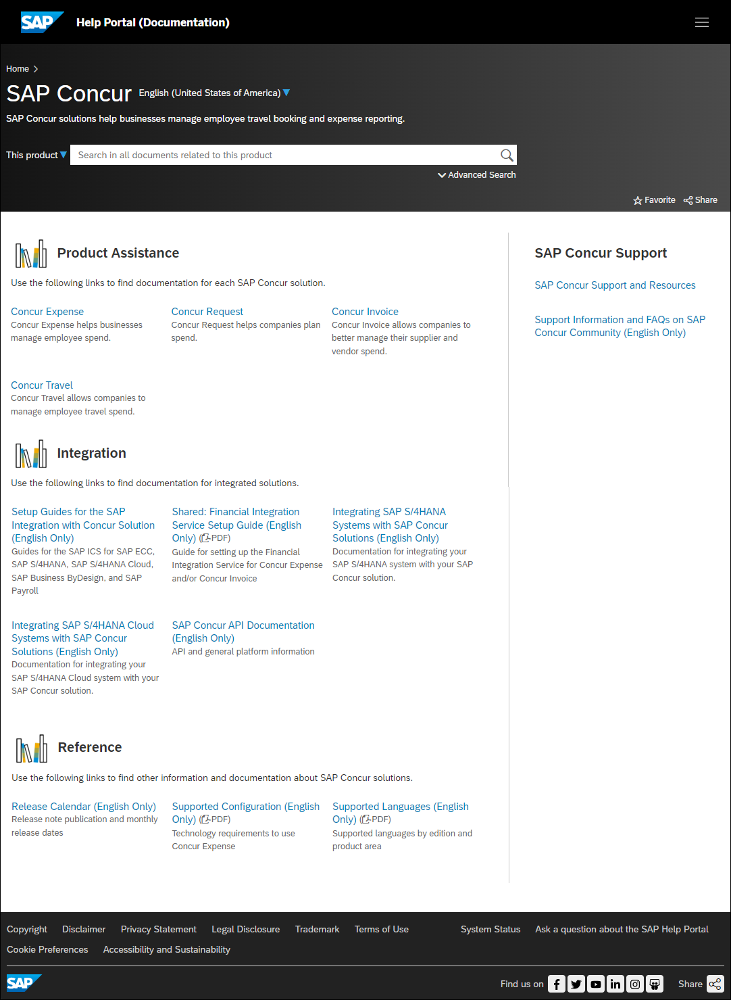 SAP Help Portal (Documentation)
Home
SAP Concur English (United States of America)
SAP Concur solutions help businesses manage employee travel booking and expense reporting.
This product Search in all documents related to this product
Advanced Search
Favorite Share
Product Assistance
Use the following links to find documentation for each SAP Concur solution.
Concur Expense
Concur Expense helps businesses
manage employee spend.
Concur Request
Concur Request helps companies plan
spend.
Concur Invoice
Concur Invoice allows companies to
better manage their supplier and
vendor spend.
Concur Travel
Concur Travel allows companies to
manage employee travel spend.
Integration
Use the following links to find documentation for integrated solutions.
Setup Guides for the SAP
Integration with Concur Solution
(English Only)
Guides for the SAP ICS for SAP ECC,
SAP S/4HANA, SAP S/4HANA Cloud,
SAP Business ByDesign, and SAP
Payroll
Shared: Financial Integration
Service Setup Guide (English
Only) (PDF)
Guide for setting up the Financial
Integration Service for Concur Expense
and/or Concur Invoice
Integrating SAP S/4HANA
Systems with SAP Concur
Solutions (English Only)
Documentation for integrating your
SAP S/4HANA system with your SAP
Concur solution.
Integrating SAP S/4HANA Cloud
Systems with SAP Concur
Solutions (English Only)
Documentation for integrating your
SAP S/4HANA Cloud system with your
SAP Concur solution.
SAP Concur API Documentation
(English Only)
API and general platform information
Reference
Use the following links to find other information and documentation about SAP Concur solutions.
Release Calendar (English Only)
Release note publication and monthly
release dates
Supported Configuration (English
Only) (PDF)
Technology requirements to use
Concur Expense
Supported Languages (English
Only) (PDF)
Supported languages by edition and
product area
SAP Concur Support
SAP Concur Support and Resources
Support Information and FAQs on SAP
Concur Community (English Only)
Copyright Disclaimer Privacy Statement Legal Disclosure Trademark Terms of Use System Status Ask a question about the SAP Help Portal
Cookie Preferences Accessibility and Sustainability
SAP Find us on Share